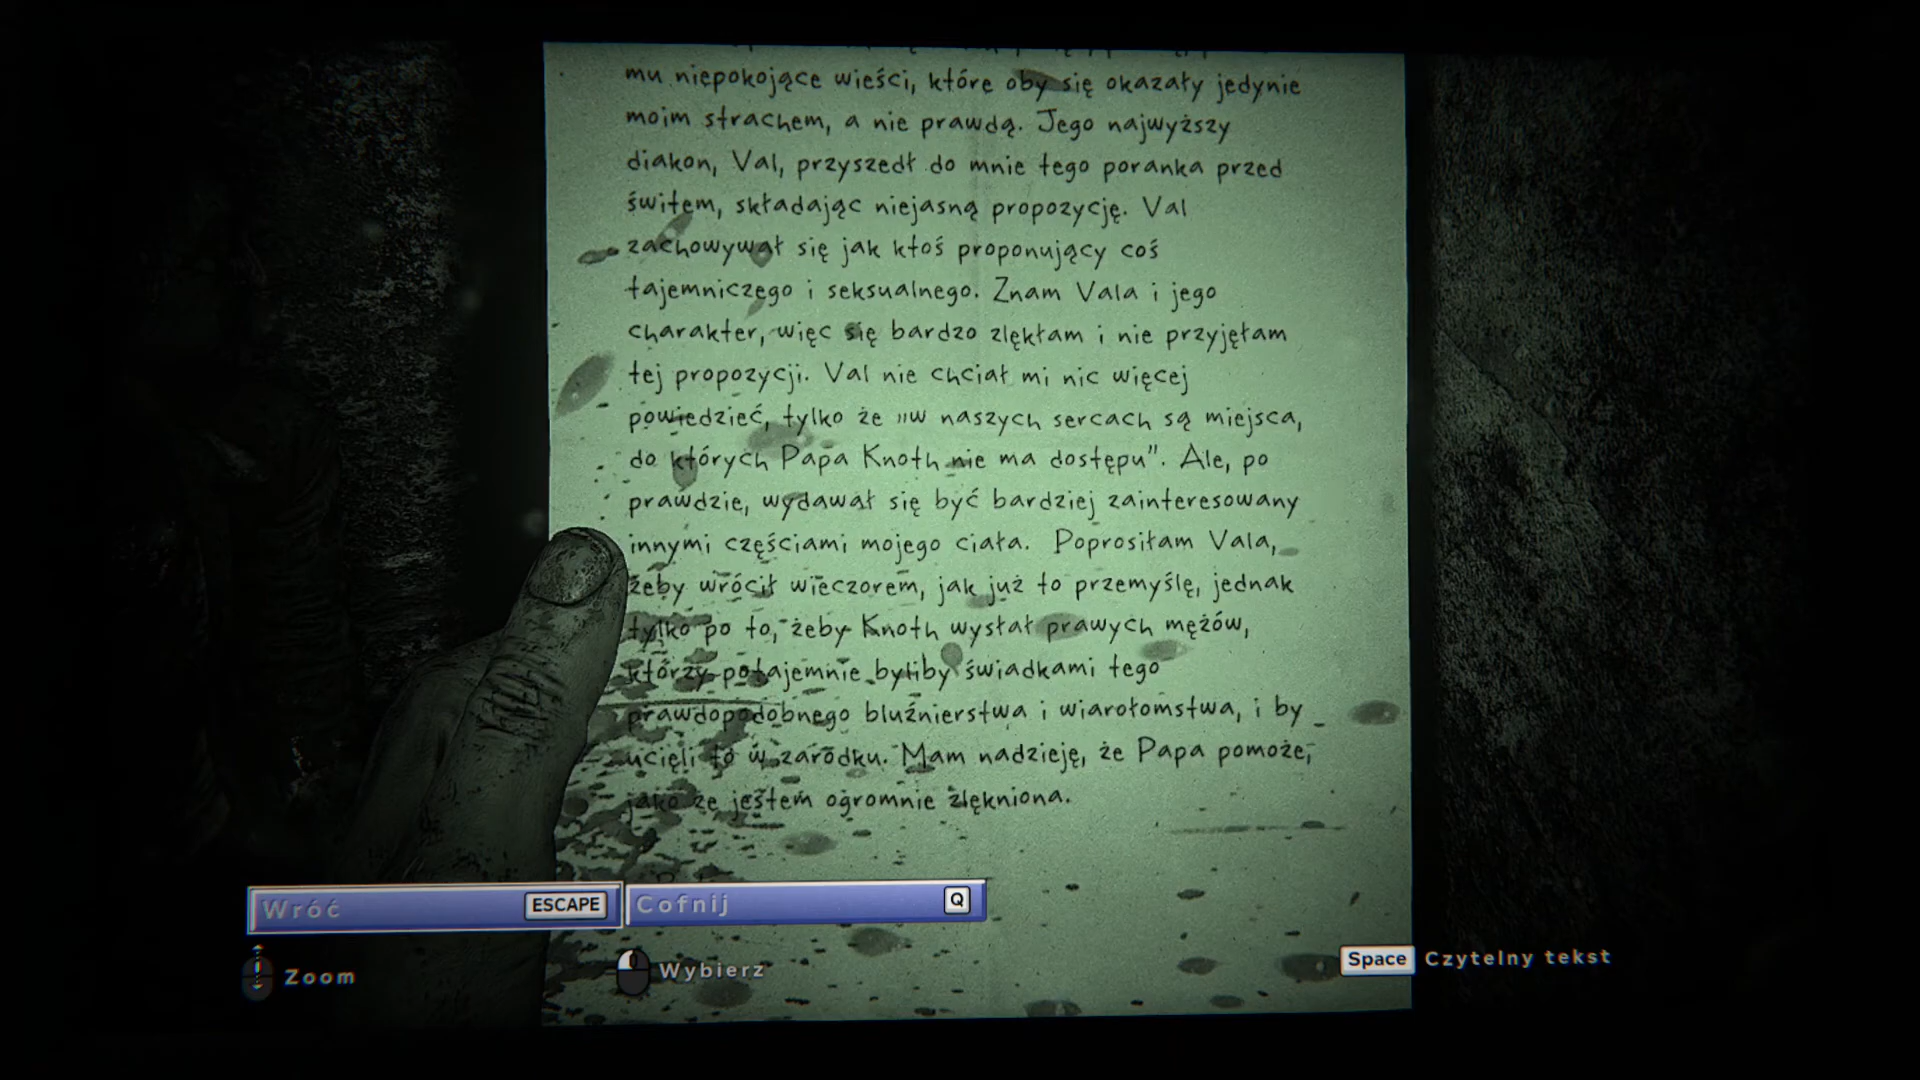 mu niepokojące wieści, które oby się okazały jedynie
moim strachem, a nie prawdą. Jego najwyższy
diakon, Val, przyszedł do mnie tego poranka przed
świtem, składając niejasną propozycję. Val
zachowywał się jak ktoś proponujący coś
tajemniczego i seksualnego. Znam Vala i jego
charakter, więc się bardzo zlękłam i nie przyjęłam
tej propozycji. Val nie chciał mi nic więcej
powiedzieć, tylko że „w naszych sercach są miejsca,
do których Papa Knoth nie ma dostępu”. Ale, po
prawdzie, wydawał się być bardziej zainteresowany
innymi częściami mojego ciała. Poprosiłam Vala,
żeby wrócił wieczorem, jak już to przemyślę, jednak
tylko po to, żeby Knoth wysłał prawych mężów,
którzy potajemnie byliby świadkami tego
prawdopodobnego bluźnierstwa i wiarołomstwa, i by
ucięli to w zarodku. Mam nadzieję, że Papa pomoże,
jako że jestem ogromnie zlękniona.
Wróć ESCAPE Cofnij Q
Zoom Wybierz Space Czytelny tekst